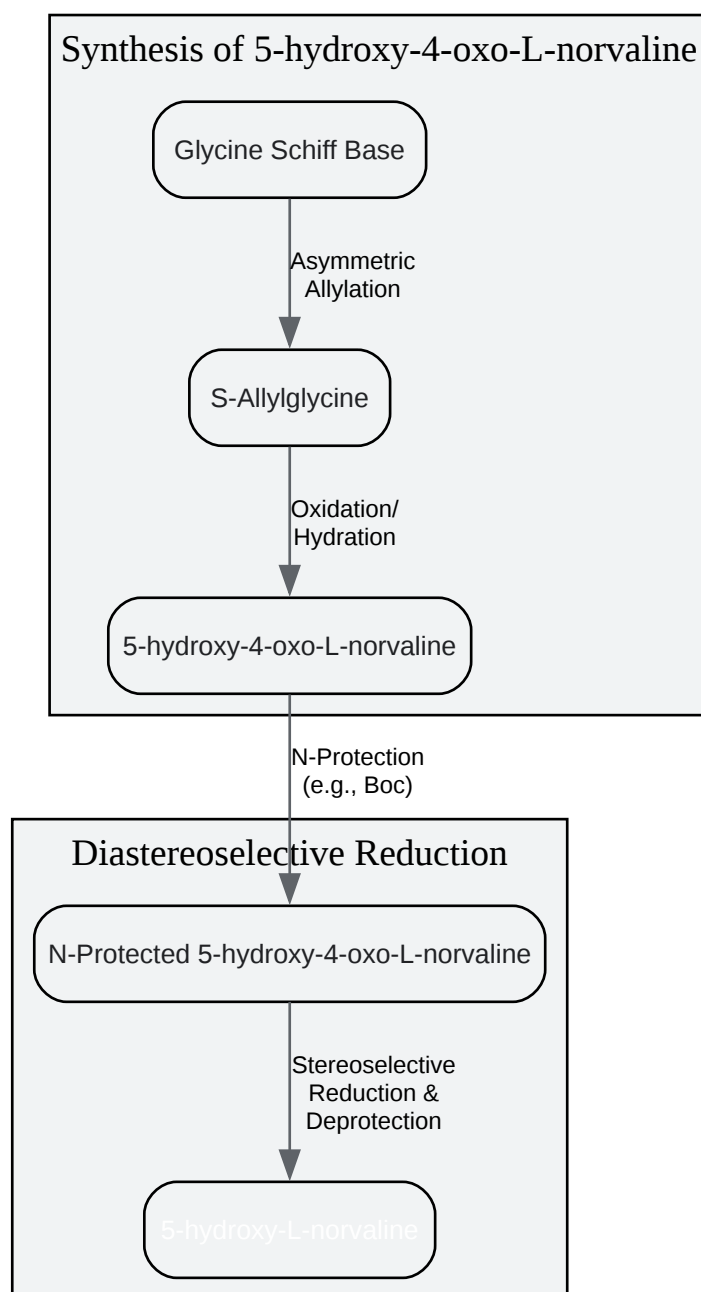 Synthesis of 5-hydroxy-4-oxo-L-norvaline
Glycine Schiff Base
Asymmetric
Allylation
S-Allylglycine
Oxidation/
Hydration
5-hydroxy-4-oxo-L-norvaline
N-Protection
(e.g., Boc)
Diastereoselective Reduction
N-Protected 5-hydroxy-4-oxo-L-norvaline
Stereoselective
Reduction &
Deprotection
5-hydroxy-L-norvaline